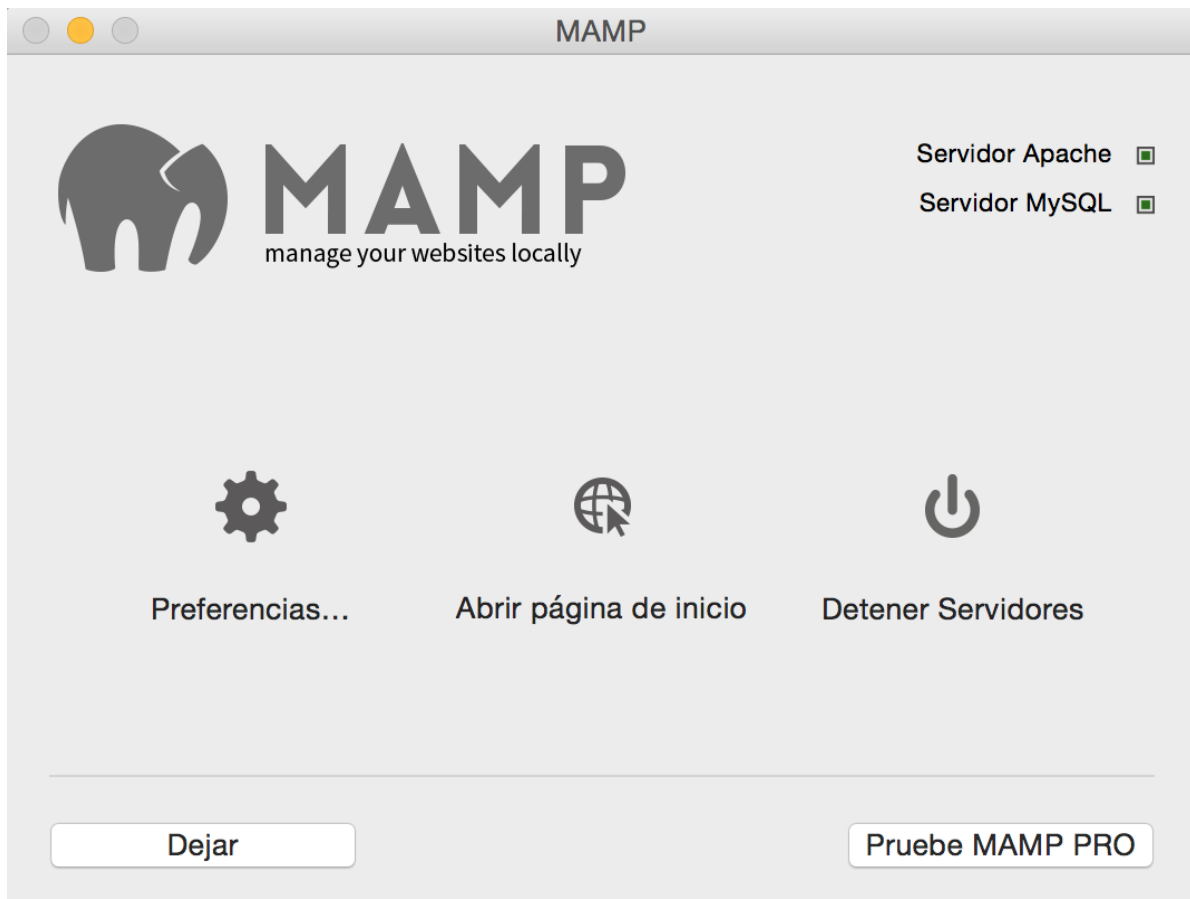 MAMP
MAMP
manage your websites locally
Servidor Apache
Servidor MySQL
Preferencias...
Abrir página de inicio
Detener Servidores
Dejar
Pruebe MAMP PRO